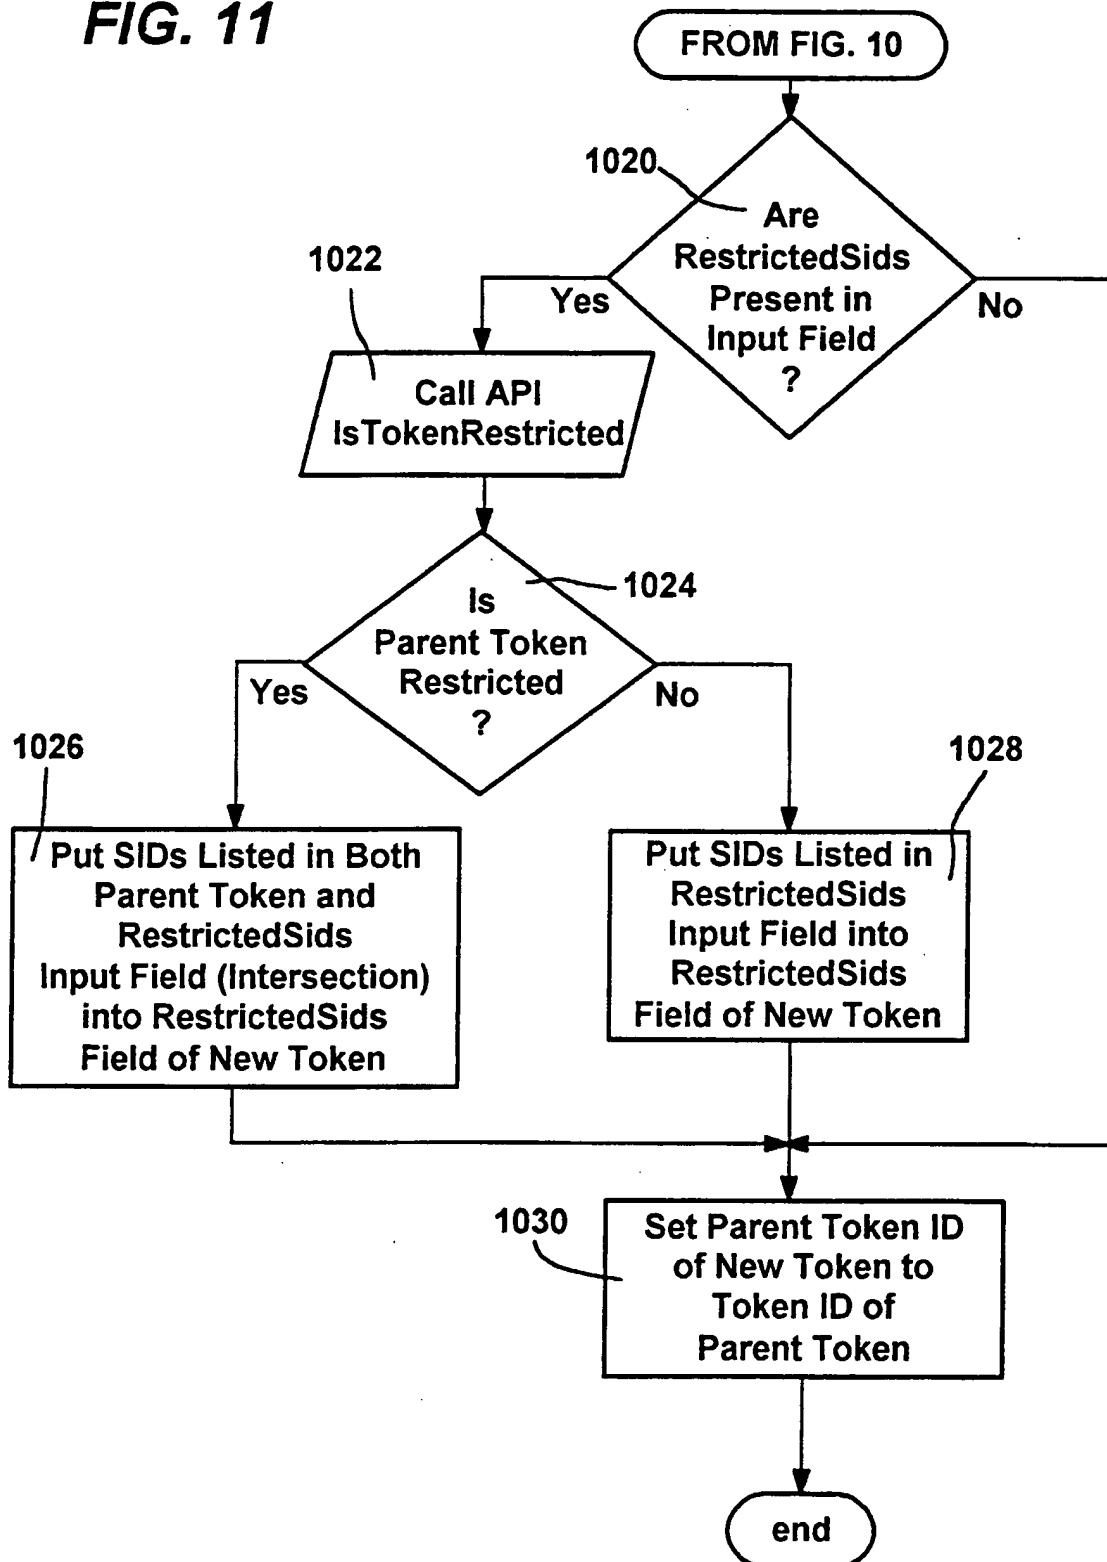 FIG. 11
FROM FIG. 10
1020
Are
RestrictedSids
Present in
Input Field
?
Yes
No
1022
Call API
IsTokenRestricted
1024
Is
Parent Token
Restricted
?
Yes
No
1026
Put SIDs Listed in Both
Parent Token and
RestrictedSids
Input Field (Intersection)
into RestrictedSids
Field of New Token
1028
Put SIDs Listed in
RestrictedSids
Input Field into
RestrictedSids
Field of New Token
1030
Set Parent Token ID
of New Token to
Token ID of
Parent Token
end